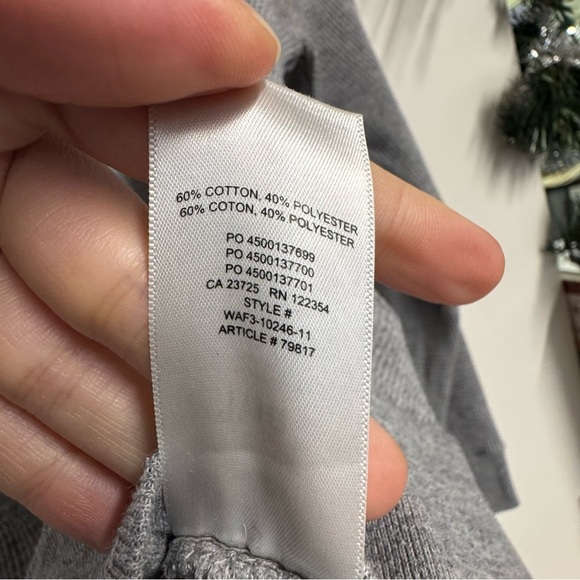 60% COTTON, 40% POLYESTER
60% COTON, 40% POLYESTER
PO 4500137699
PO 4500137700
PO 4500137701
CA 23725 RN 122354
STYLE #
WAF3-10246-11
ARTICLE # 79817